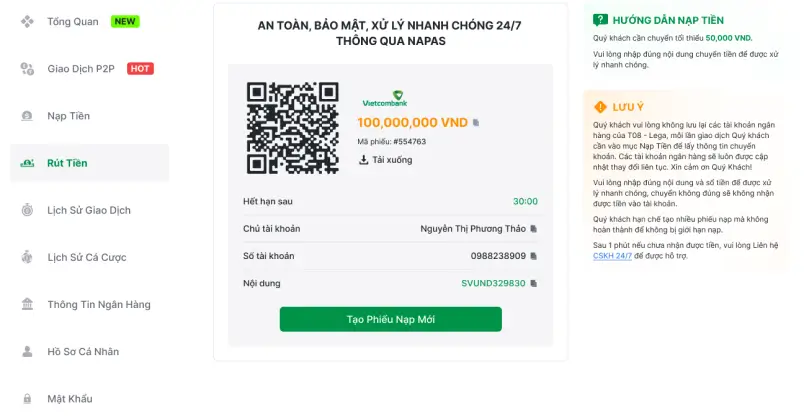 Tổng Quan NEW
Giao Dịch P2P HOT
Nạp Tiền
Rút Tiền
Lịch Sử Giao Dịch
Lịch Sử Cá Cược
Thông Tin Ngân Hàng
Hồ Sơ Cá Nhân
Mật Khẩu
AN TOÀN, BẢO MẬT, XỬ LÝ NHANH CHÓNG 24/7
THÔNG QUA NAPAS
Vietcombank
100,000,000 VND
Mã phiếu: #554763
Tải xuống
Hết hạn sau 30:00
Chủ tài khoản Nguyễn Thị Phương Thảo
Số tài khoản 0988238909
Nội dung SVUND329830
Tạo Phiếu Nạp Mới
HƯỚNG DẪN NẠP TIỀN
Quý khách cần chuyển tối thiểu 50,000 VND.
Vui lòng nhập đúng nội dung chuyển tiền để được xử
lý nhanh chóng.
LƯU Ý
Quý khách vui lòng không lưu lại các tài khoản ngân
hàng của T08 - Lega, mỗi lần giao dịch Quý khách
cần vào mục Nạp Tiền để lấy thông tin chuyển
khoản. Các tài khoản ngân hàng sẽ luôn được cập
nhật thay đổi liên tục. Xin cảm ơn Quý Khách!
Vui lòng nhập đúng nội dung và số tiền để được xử
lý nhanh chóng, chuyển không đúng sẽ không nhận
được tiền vào tài khoản.
Quý khách hạn chế tạo nhiều phiếu nạp mà không
hoàn thành để không bị giới hạn nạp.
Sau 1 phút nếu chưa nhận được tiền, vui lòng Liên hệ
CSKH 24/7 để được hỗ trợ.